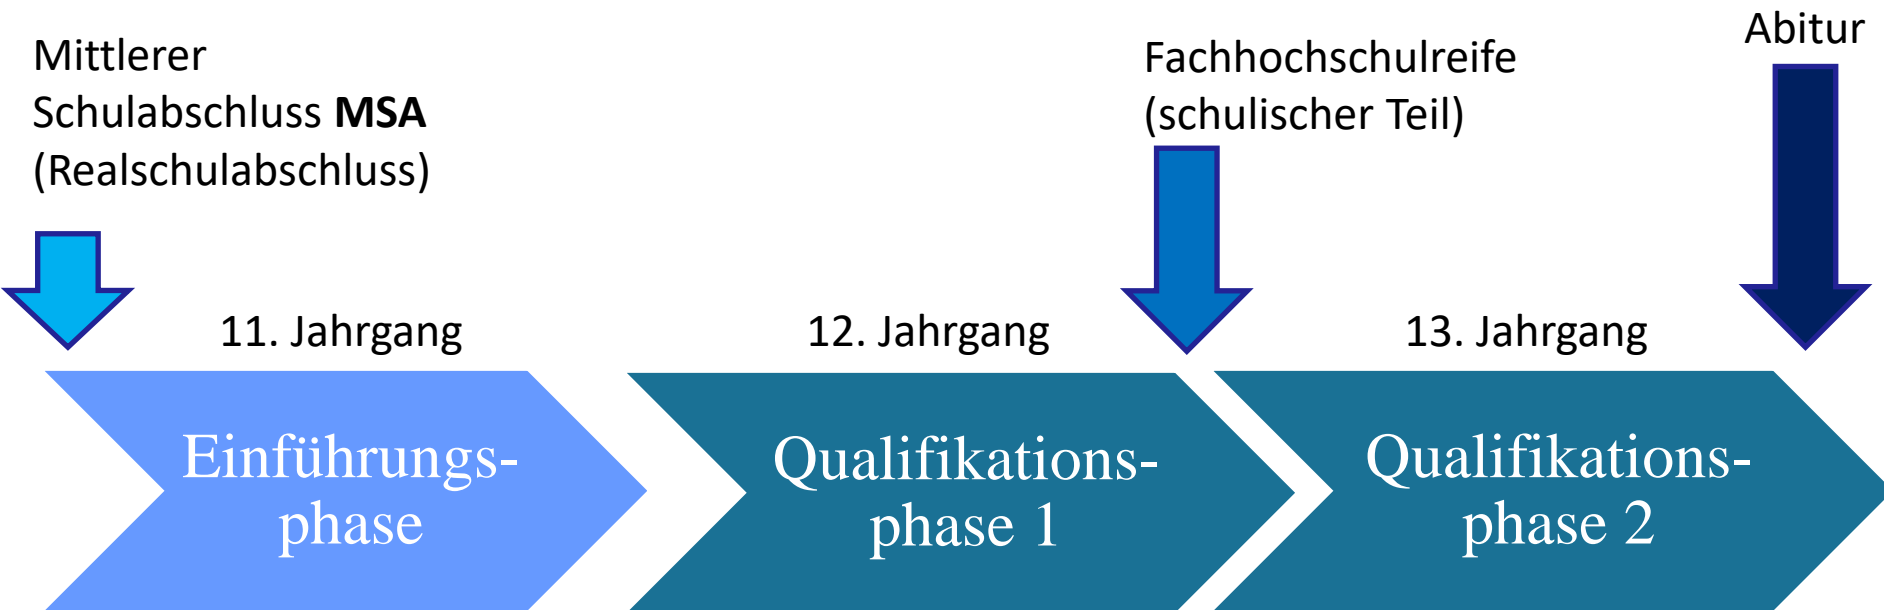 Mittlerer
Schulabschluss MSA
(Realschulabschluss)
Fachhochschulreife
(schulischer Teil)
Abitur
11. Jahrgang
12. Jahrgang
13. Jahrgang
Einführungs-
phase
Qualifikations-
phase 1
Qualifikations-
phase 2